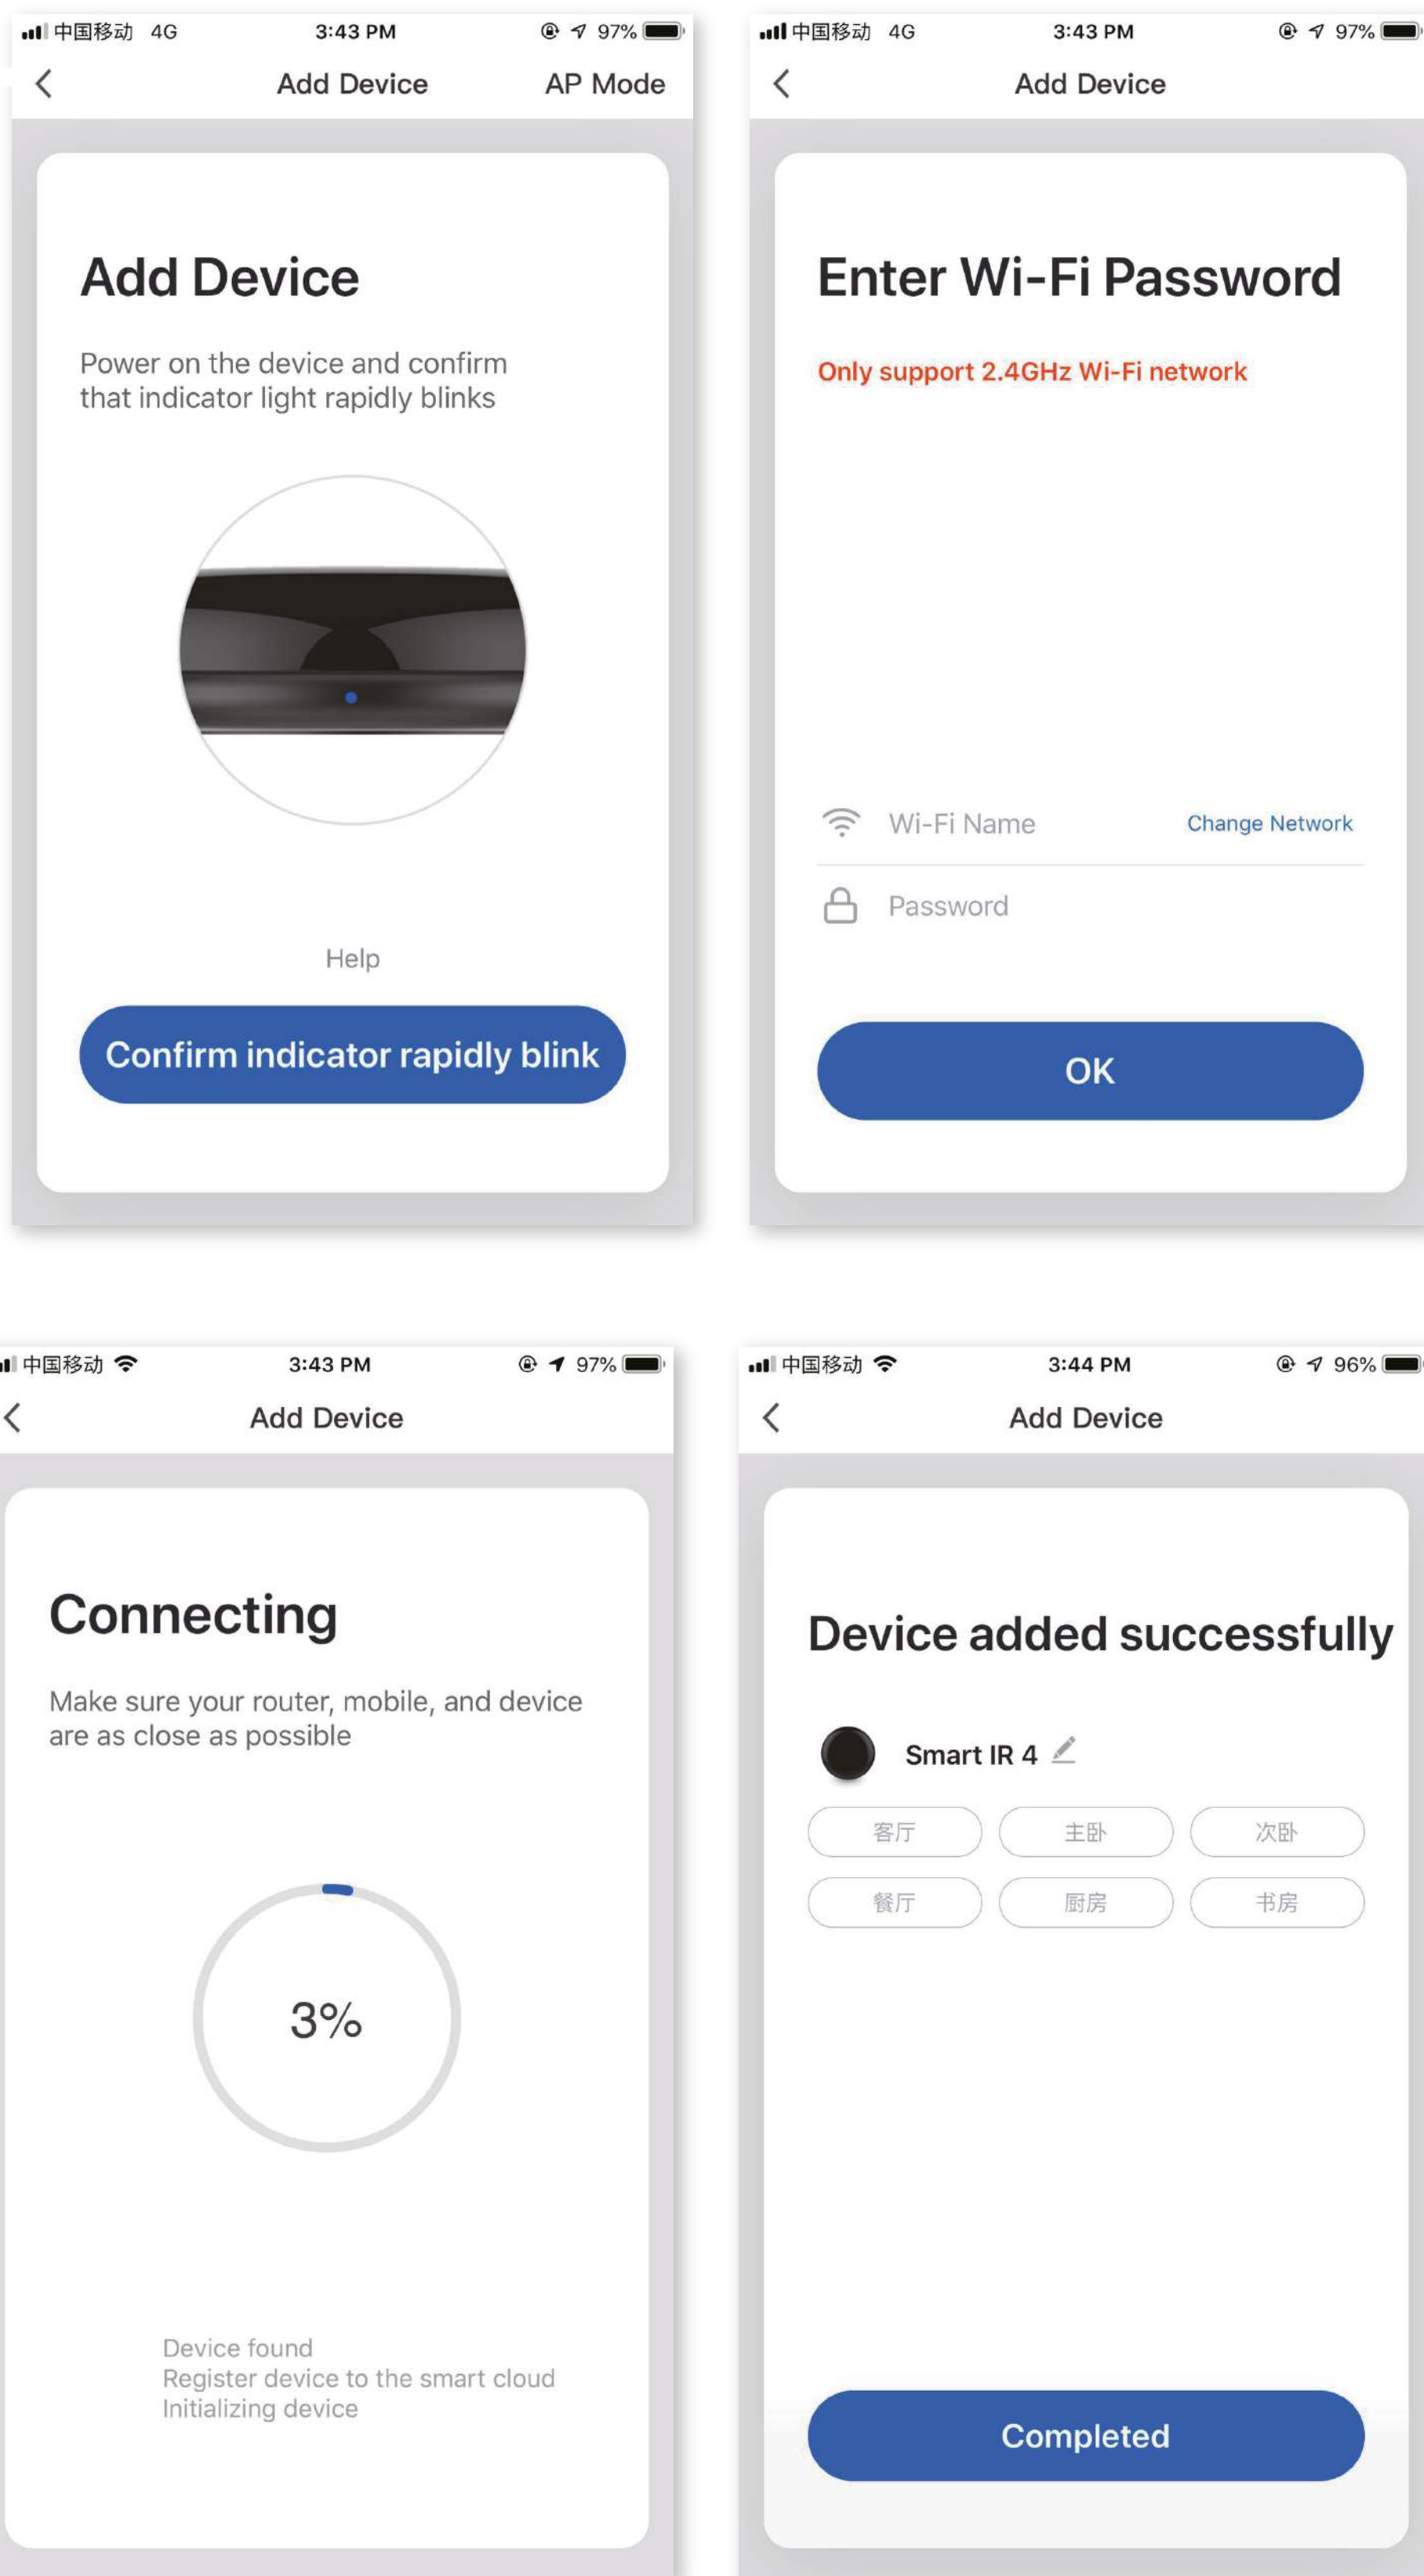 中国移动 4G 3:43 PM 97%
Add Device AP Mode
Add Device
Power on the device and confirm
that indicator light rapidly blinks
Help
Confirm indicator rapidly blink
中国移动 4G 3:43 PM 97%
Add Device
Enter Wi-Fi Password
Only support 2.4GHz Wi-Fi network
Wi-Fi Name Change Network
Password
OK
中国移动 3:43 PM 97%
Add Device
Connecting
Make sure your router, mobile, and device
are as close as possible
3%
Device found
Register device to the smart cloud
Initializing device
中国移动 3:44 PM 96%
Add Device
Device added successfully
Smart IR 4
客厅 主卧 次卧
餐厅 厨房 书房
Completed